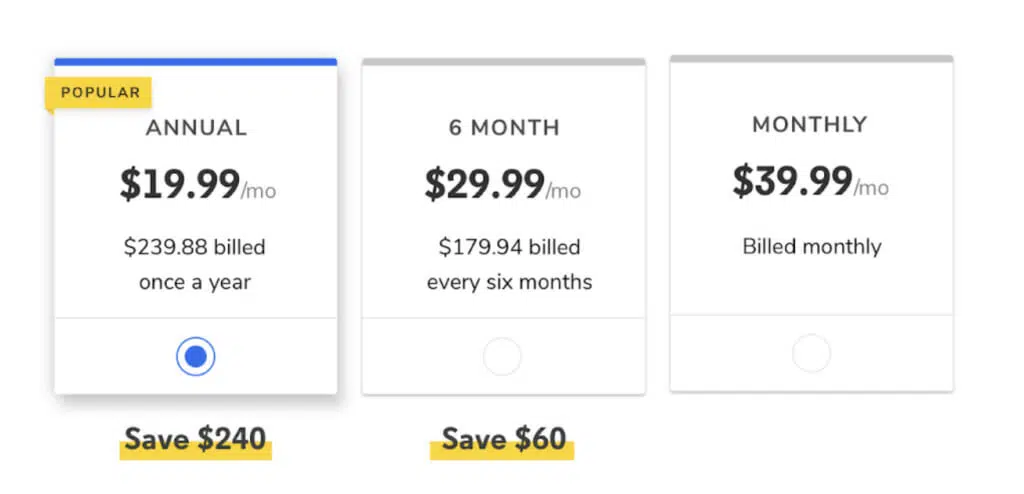 POPULAR
ANNUAL
$19.99/mo
$239.88 billed
once a year
Save $240
6 MONTH
$29.99/mo
$179.94 billed
every six months
Save $60
MONTHLY
$39.99/mo
Billed monthly